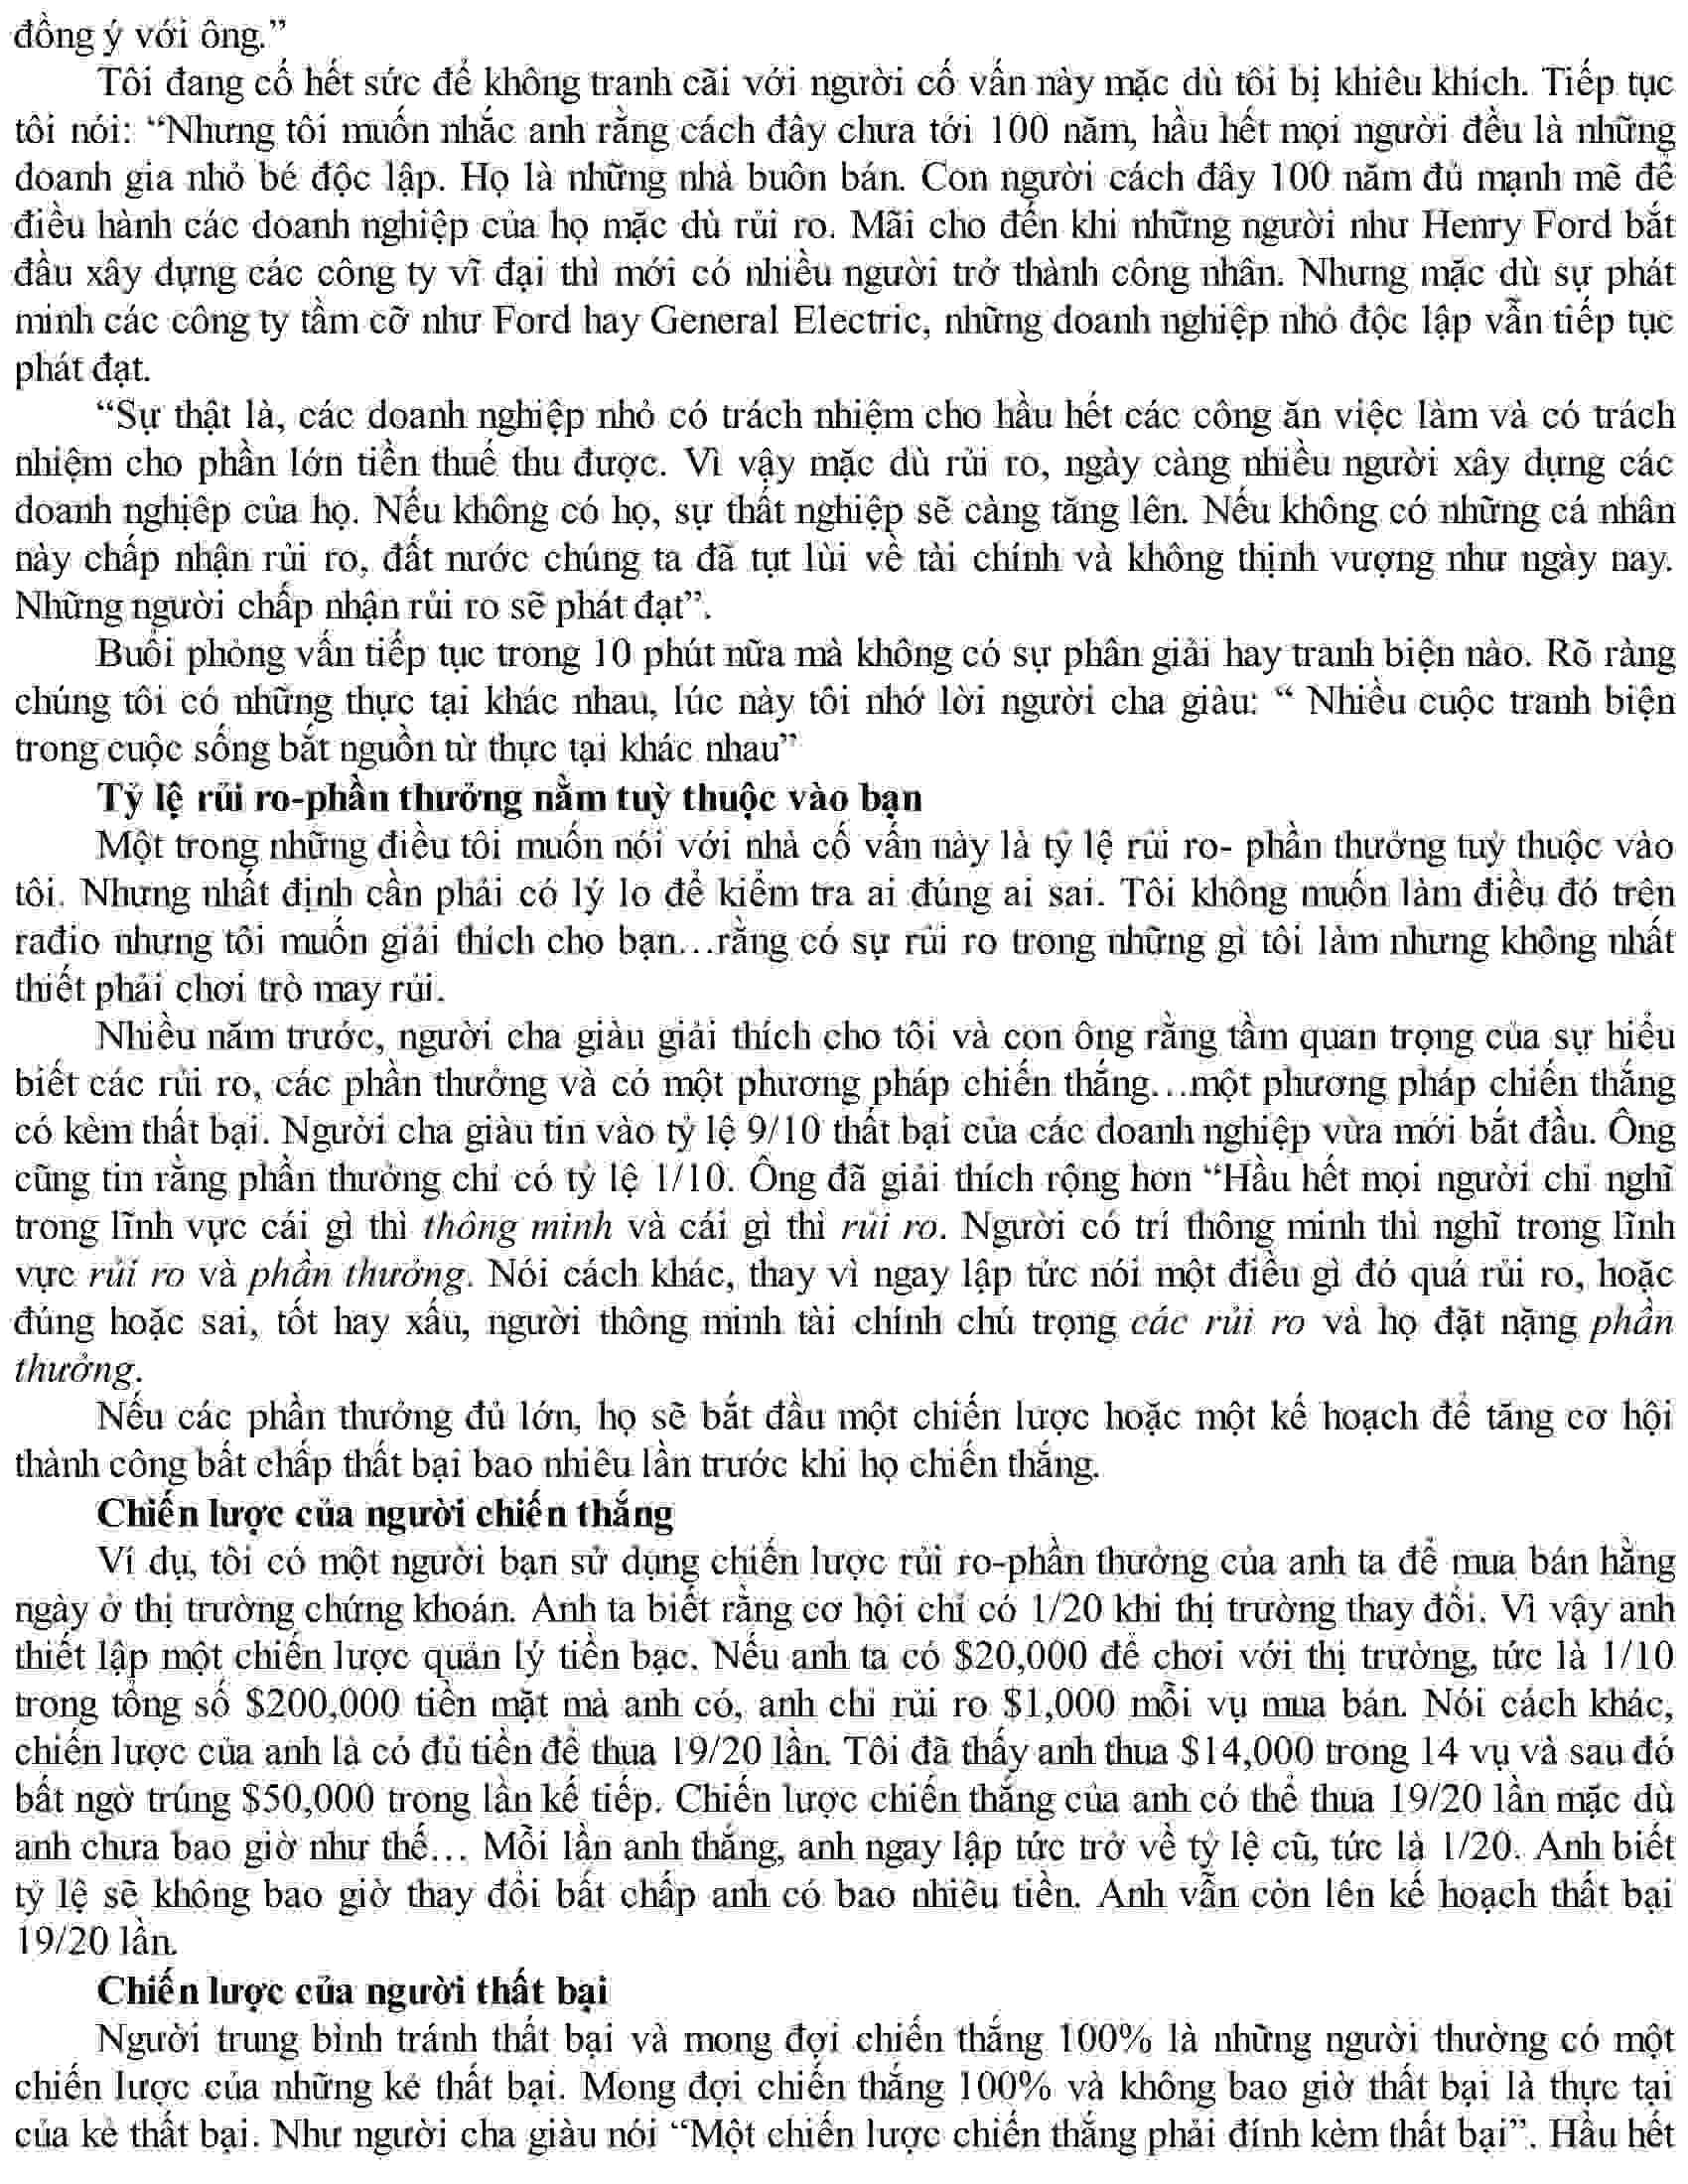 đồng ý với ông.”
Tôi đang cố hết sức để không tranh cãi với người cố vấn này mặc dù tôi bị khiêu khích. Tiếp tục
tôi nói: “Nhưng tôi muốn nhắc anh rằng cách đây chưa tới 100 năm, hầu hết mọi người đều là những
doanh gia nhỏ bé độc lập. Họ là những nhà buôn bán. Con người cách đây 100 năm đủ mạnh mẽ để
điều hành các doanh nghiệp của họ mặc dù rủi ro. Mãi cho đến khi những người như Henry Ford bắt
đầu xây dựng các công ty vĩ đại thì mới có nhiều người trở thành công nhân. Nhưng mặc dù sự phát
minh các công ty tầm cỡ như Ford hay General Electric, những doanh nghiệp nhỏ độc lập vẫn tiếp tục
phát đạt.
“Sự thật là, các doanh nghiệp nhỏ có trách nhiệm cho hầu hết các công ăn việc làm và có trách
nhiệm cho phần lớn tiền thuế thu được. Vì vậy mặc dù rủi ro, ngày càng nhiều người xây dựng các
doanh nghiệp của họ. Nếu không có họ, sự thất nghiệp sẽ càng tăng lên. Nếu không có những cá nhân
này chấp nhận rủi ro, đất nước chúng ta đã tụt lùi về tài chính và không thịnh vượng như ngày nay.
Những người chấp nhận rủi ro sẽ phát đạt”.
Buổi phỏng vấn tiếp tục trong 10 phút nữa mà không có sự phân giải hay tranh biện nào. Rõ ràng
chúng tôi có những thực tại khác nhau, lúc này tôi nhớ lời người cha giàu: “ Nhiều cuộc tranh biện
trong cuộc sống bắt nguồn từ thực tại khác nhau”
Tỷ lệ rủi ro-phần thưởng nằm tuỳ thuộc vào bạn
Một trong những điều tôi muốn nói với nhà cố vấn này là tỷ lệ rủi ro- phần thưởng tuỳ thuộc vào
tôi. Nhưng nhất định cần phải có lý lo để kiểm tra ai đúng ai sai. Tôi không muốn làm điều đó trên
rađio nhưng tôi muốn giải thích cho bạn…rằng có sự rủi ro trong những gì tôi làm nhưng không nhất
thiết phải chơi trò may rủi.
Nhiều năm trước, người cha giàu giải thích cho tôi và con ông rằng tầm quan trọng của sự hiểu
biết các rủi ro, các phần thưởng và có một phương pháp chiến thắng…một phương pháp chiến thắng
có kèm thất bại. Người cha giàu tin vào tỷ lệ 9/10 thất bại của các doanh nghiệp vừa mới bắt đầu. Ông
cũng tin rằng phần thưởng chỉ có tỷ lệ 1/10. Ông đã giải thích rộng hơn “Hầu hết mọi người chỉ nghĩ
trong lĩnh vực cái gì thì thông minh và cái gì thì rủi ro. Người có trí thông minh thì nghĩ trong lĩnh
vực rủi ro và phần thưởng. Nói cách khác, thay vì ngay lập tức nói một điều gì đó quá rủi ro, hoặc
đúng hoặc sai, tốt hay xấu, người thông minh tài chính chú trọng các rủi ro và họ đặt nặng phần
thưởng.
Nếu các phần thưởng đủ lớn, họ sẽ bắt đầu một chiến lược hoặc một kế hoạch để tăng cơ hội
thành công bất chấp thất bại bao nhiêu lần trước khi họ chiến thắng.
Chiến lược của người chiến thắng
Ví dụ, tôi có một người bạn sử dụng chiến lược rủi ro-phần thưởng của anh ta để mua bán hằng
ngày ở thị trường chứng khoán. Anh ta biết rằng cơ hội chỉ có 1/20 khi thị trường thay đổi. Vì vậy anh
thiết lập một chiến lược quản lý tiền bạc. Nếu anh ta có $20,000 để chơi với thị trường, tức là 1/10
trong tổng số $200,000 tiền mặt mà anh có, anh chỉ rủi ro $1,000 mỗi vụ mua bán. Nói cách khác,
chiến lược của anh là có đủ tiền để thua 19/20 lần. Tôi đã thấy anh thua $14,000 trong 14 vụ và sau đó
bất ngờ trúng $50,000 trong lần kế tiếp. Chiến lược chiến thắng của anh có thể thua 19/20 lần mặc dù
anh chưa bao giờ như thế… Mỗi lần anh thắng, anh ngay lập tức trở về tỷ lệ cũ, tức là 1/20. Anh biết
tỷ lệ sẽ không bao giờ thay đổi bất chấp anh có bao nhiêu tiền. Anh vẫn còn lên kế hoạch thất bại
19/20 lần.
Chiến lược của người thất bại
Người trung bình tránh thất bại và mong đợi chiến thắng 100% là những người thường có một
chiến lược của những kẻ thất bại. Mong đợi chiến thắng 100% và không bao giờ thất bại là thực tại
của kẻ thất bại. Như người cha giàu nói “Một chiến lược chiến thắng phải đính kèm thất bại”. Hầu hết